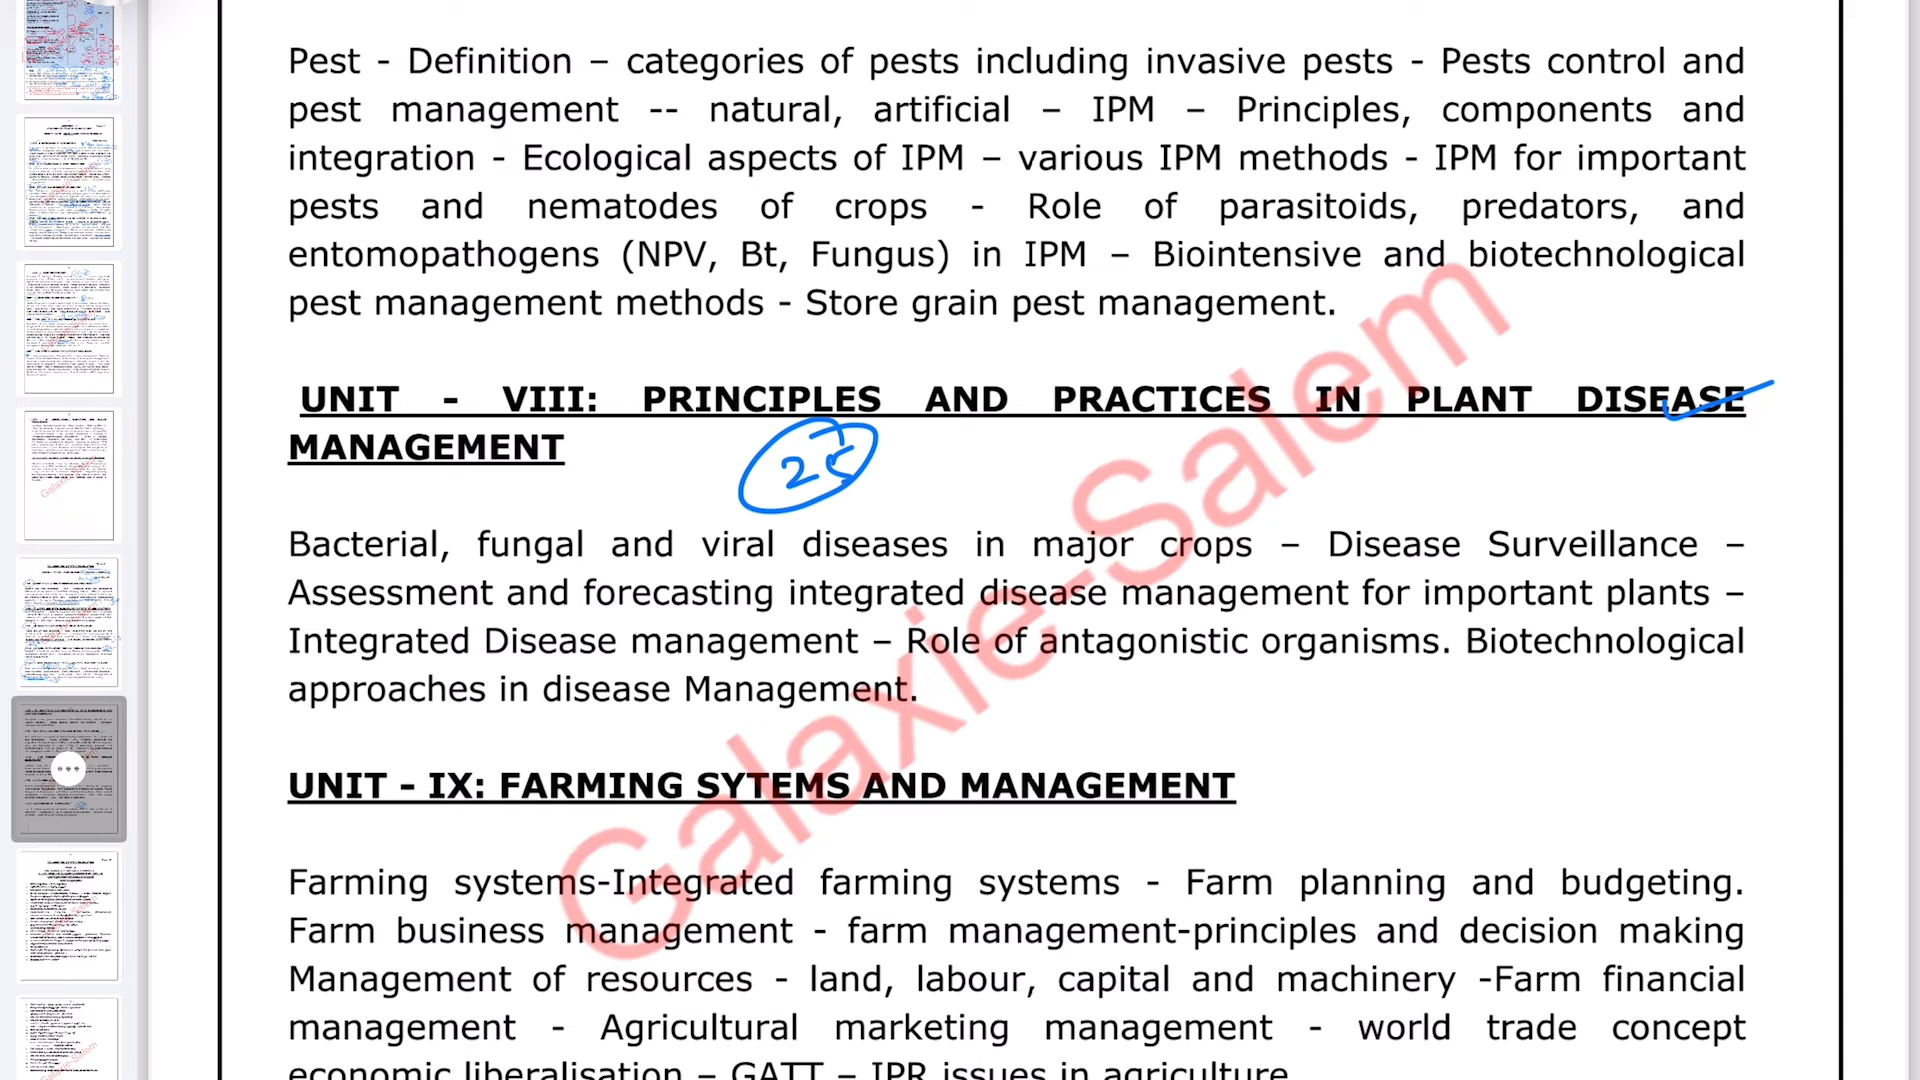 Pest - Definition – categories of pests including invasive pests - Pests control and
pest management -- natural, artificial – IPM – Principles, components and
integration - Ecological aspects of IPM – various IPM methods - IPM for important
pests and nematodes of crops - Role of parasitoids, predators, and
entomopathogens (NPV, Bt, Fungus) in IPM – Biointensive and biotechnological
pest management methods - Store grain pest management.
UNIT - VIII: PRINCIPLES AND PRACTICES IN PLANT DISEASE
MANAGEMENT
25
Bacterial, fungal and viral diseases in major crops – Disease Surveillance –
Assessment and forecasting integrated disease management for important plants –
Integrated Disease management – Role of antagonistic organisms. Biotechnological
approaches in disease Management.
UNIT - IX: FARMING SYTEMS AND MANAGEMENT
Farming systems-Integrated farming systems - Farm planning and budgeting.
Farm business management - farm management-principles and decision making
Management of resources - land, labour, capital and machinery -Farm financial
management - Agricultural marketing management - world trade concept
economic liberalisation – GATT – IPR issues in agriculture
Galaxie-Salem